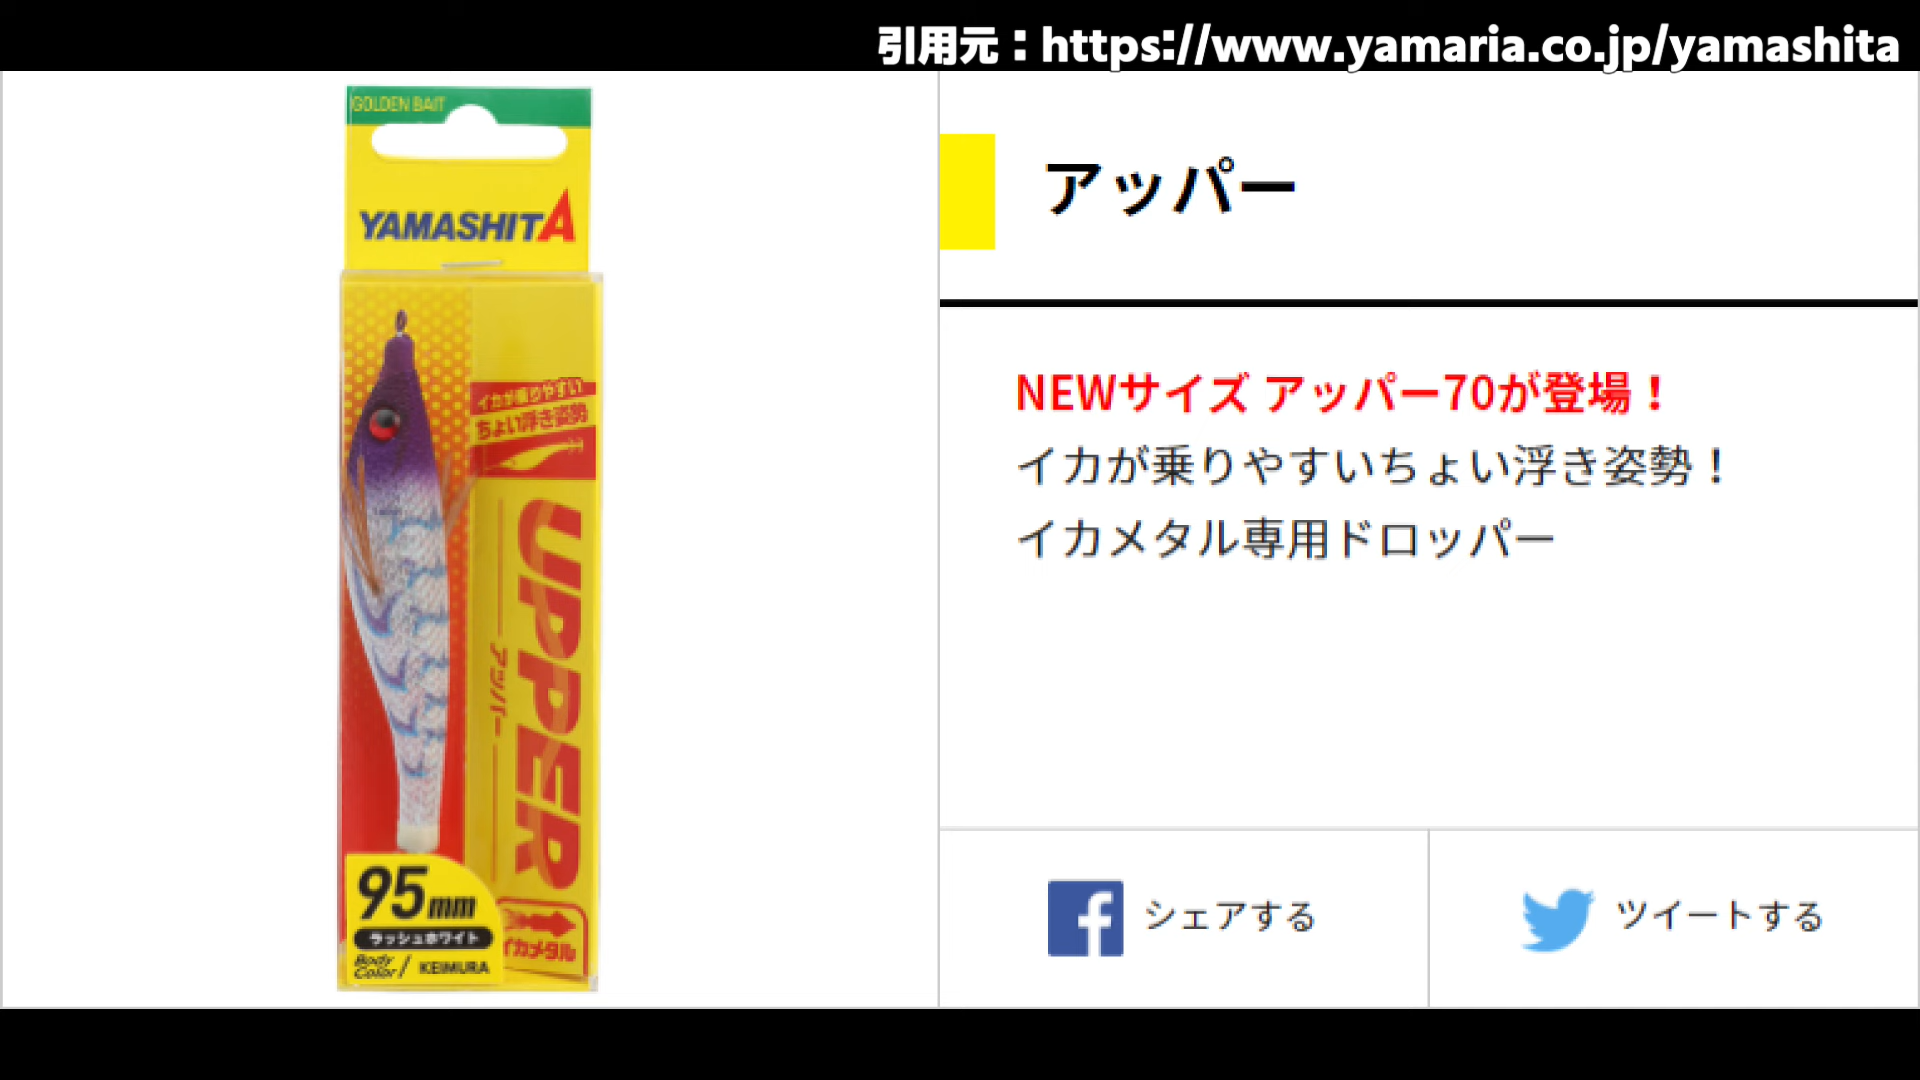 引用元：https://www.yamaria.co.jp/yamashita
GOLDEN BAIT
YAMASHITA
イカが乗りやすい
ちょい浮き姿勢
UPPER
アッパー
95mm
ラッシュホワイト
Body Color / KEIMURA
イカメタル
アッパー
NEWサイズ アッパー70が登場！
イカが乗りやすいちょい浮き姿勢！
イカメタル専用ドロッパー
シェアする
ツイートする